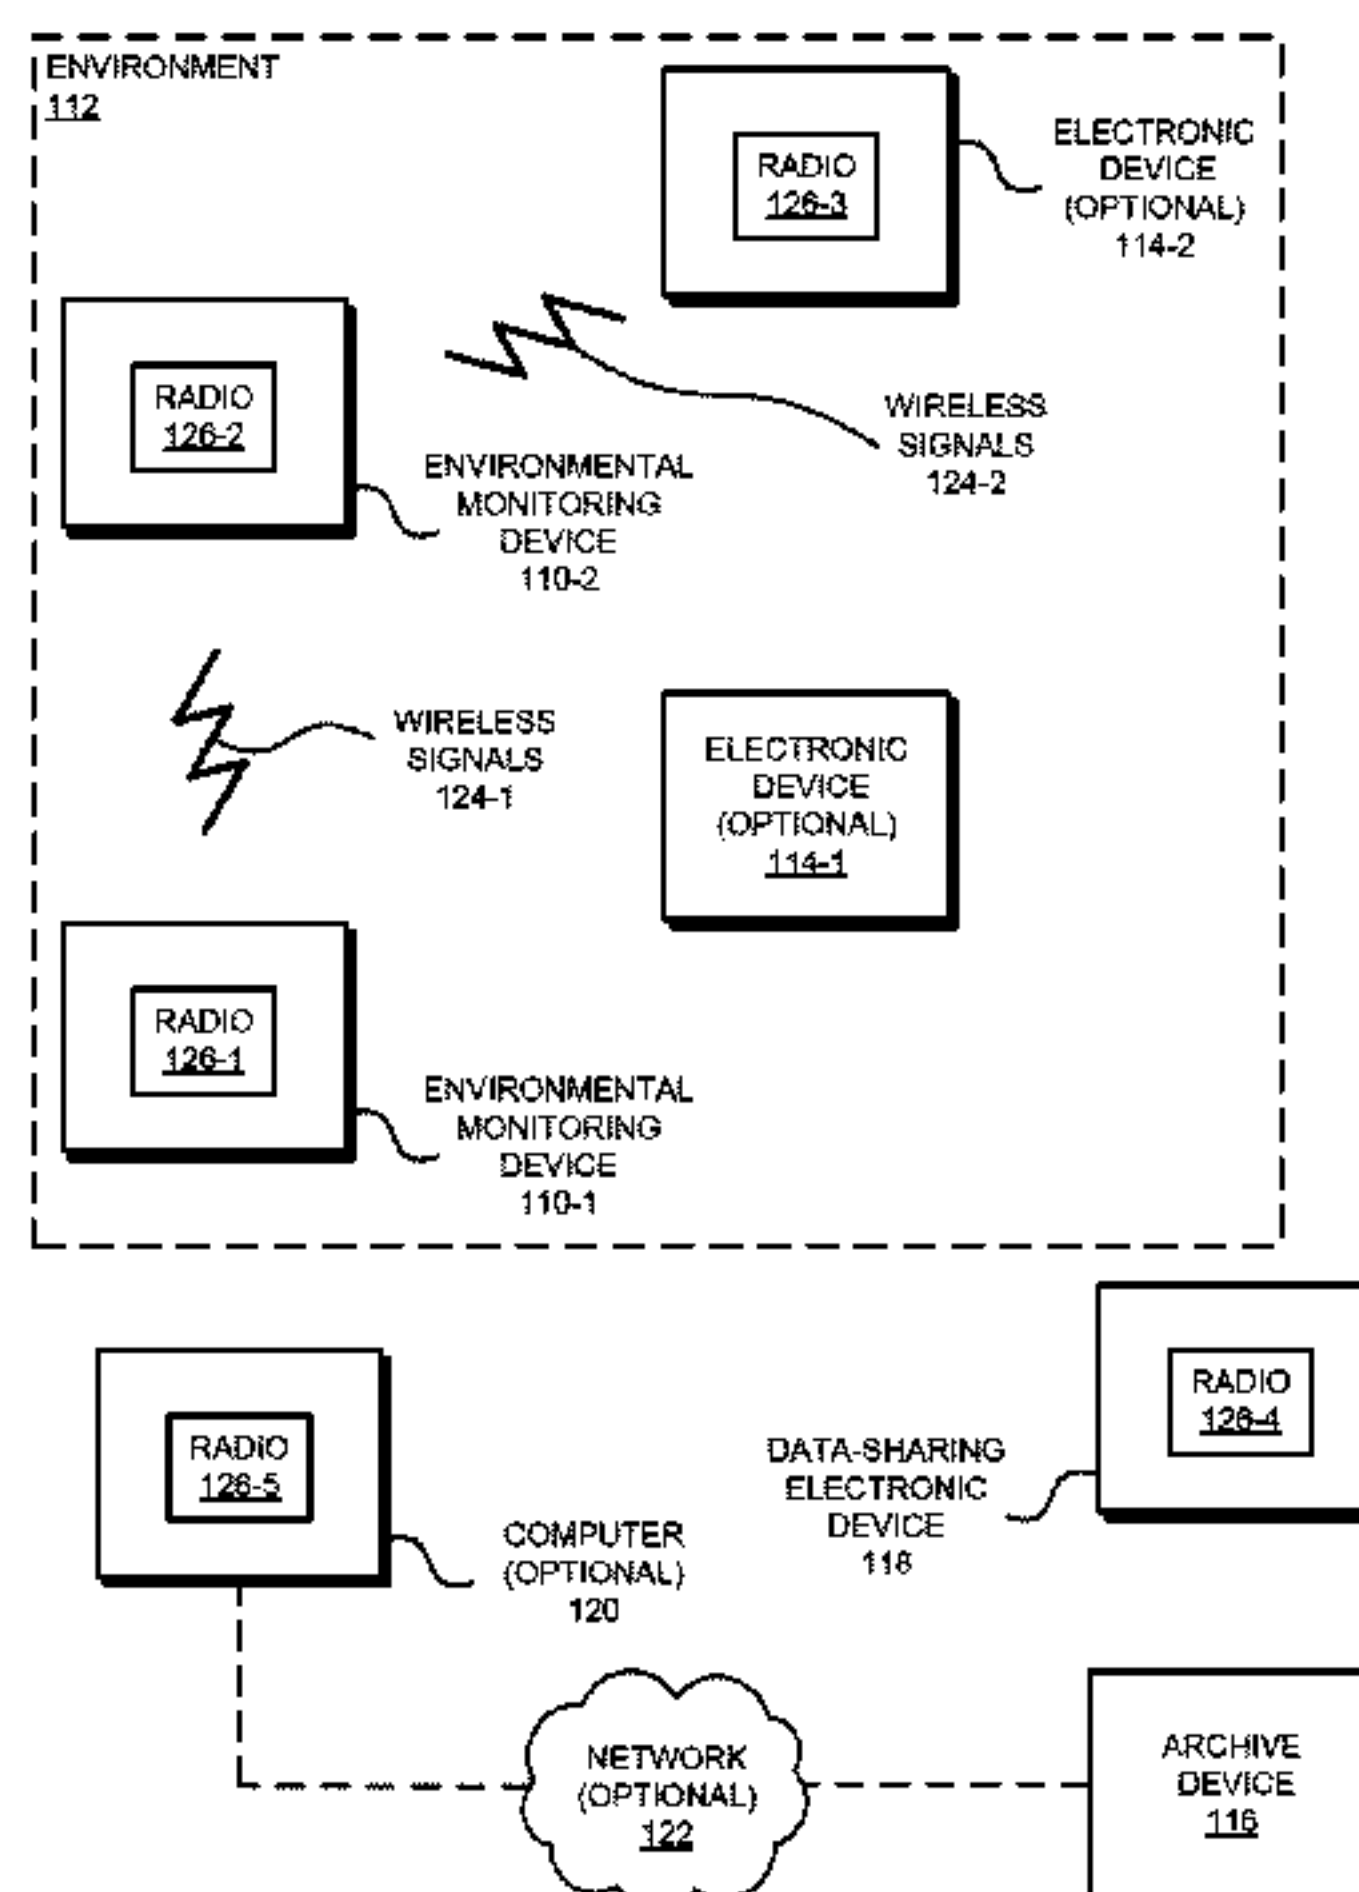 ENVIRONMENT
112
RADIO
126-3
ELECTRONIC
DEVICE
(OPTIONAL)
114-2
RADIO
126-2
WIRELESS
SIGNALS
124-2
ENVIRONMENTAL
MONITORING
DEVICE
110-2
WIRELESS
SIGNALS
124-1
ELECTRONIC
DEVICE
(OPTIONAL)
114-1
RADIO
126-1
ENVIRONMENTAL
MONITORING
DEVICE
110-1
RADIO
126-4
RADIO
126-5
DATA-SHARING
ELECTRONIC
DEVICE
118
COMPUTER
(OPTIONAL)
120
NETWORK
(OPTIONAL)
122
ARCHIVE
DEVICE
116